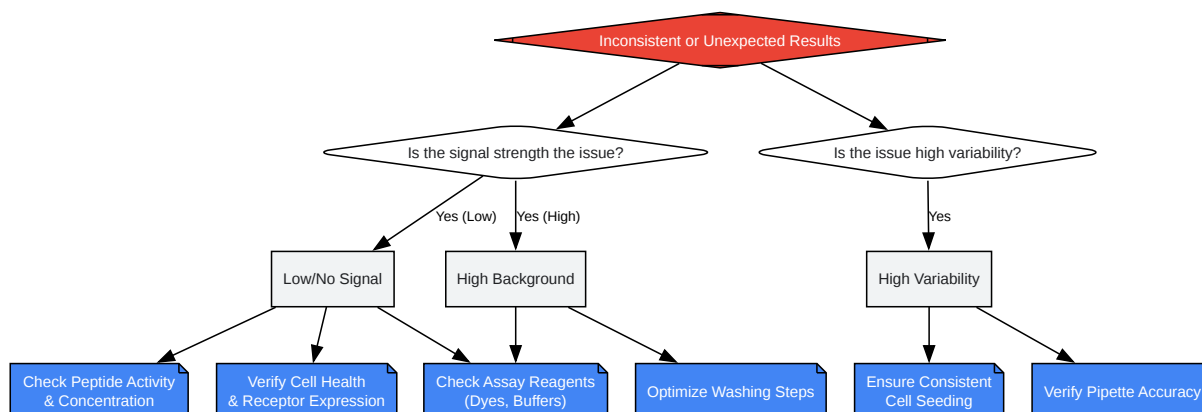 Inconsistent or Unexpected Results
Is the signal strength the issue?
Is the issue high variability?
Yes (Low)
Yes (High)
Yes
Low/No Signal
High Background
High Variability
Check Peptide Activity
& Concentration
Verify Cell Health
& Receptor Expression
Check Assay Reagents
(Dyes, Buffers)
Optimize Washing Steps
Ensure Consistent
Cell Seeding
Verify Pipette Accuracy